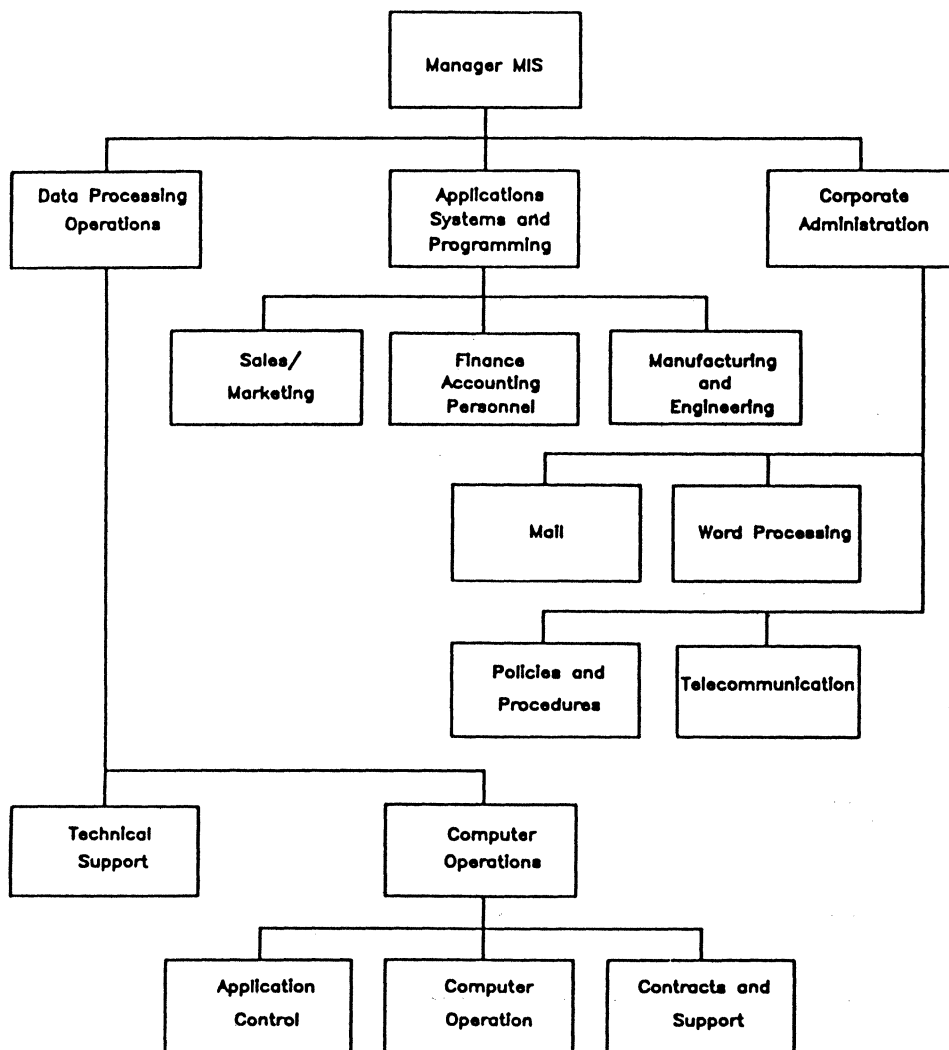 Manager MIS
Data Processing
Operations
Applications
Systems and
Programming
Corporate
Administration
Sales/
Marketing
Finance
Accounting
Personnel
Manufacturing
and
Engineering
Mail
Word Processing
Policies and
Procedures
Telecommunication
Technical
Support
Computer
Operations
Application
Control
Computer
Operation
Contracts and
Support